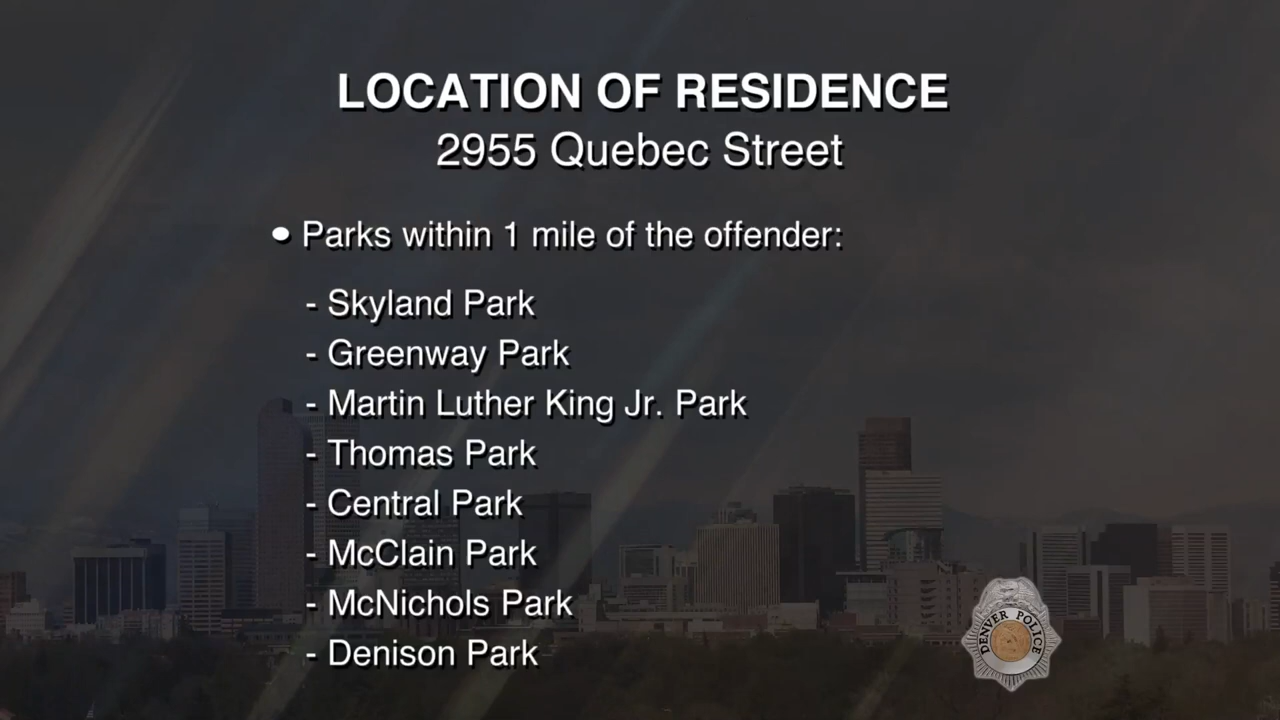 LOCATION OF RESIDENCE
2955 Quebec Street
• Parks within 1 mile of the offender:
- Skyland Park
- Greenway Park
- Martin Luther King Jr. Park
- Thomas Park
- Central Park
- McClain Park
- McNichols Park
- Denison Park
DENVER POLICE